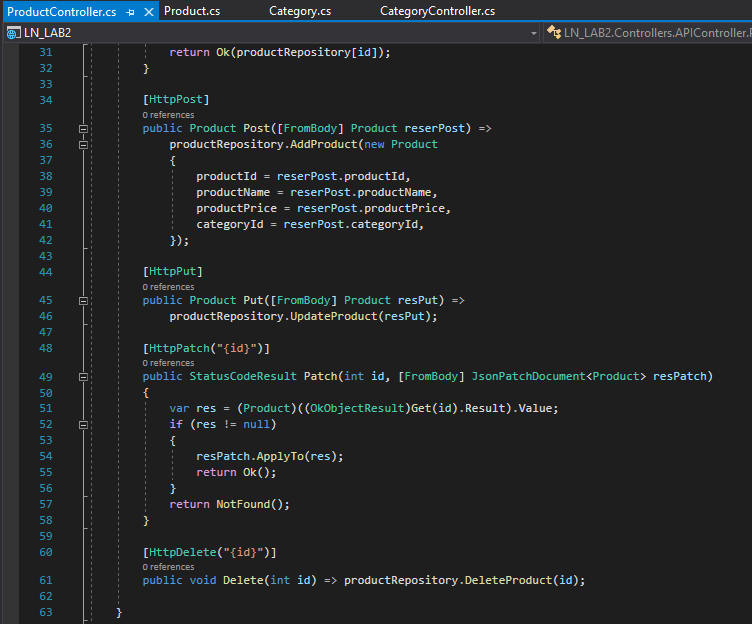 ProductController.cs
Product.cs
Category.cs
CategoryController.cs
LN_LAB2
LN_LAB2.Controllers.APIController.
31 return Ok(productRepository[id]);
32 }
33
34 [HttpPost]
0 references
35 public Product Post([FromBody] Product reserPost) =>
36 productRepository.AddProduct(new Product
37 {
38 productId = reserPost.productId,
39 productName = reserPost.productName,
40 productPrice = reserPost.productPrice,
41 categoryId = reserPost.categoryId,
42 });
43
44 [HttpPut]
0 references
45 public Product Put([FromBody] Product resPut) =>
46 productRepository.UpdateProduct(resPut);
47
48 [HttpPatch("{id}")]
0 references
49 public StatusCodeResult Patch(int id, [FromBody] JsonPatchDocument<Product> resPatch)
50 {
51 var res = (Product)((OkObjectResult)Get(id).Result).Value;
52 if (res != null)
53 {
54 resPatch.ApplyTo(res);
55 return Ok();
56 }
57 return NotFound();
58 }
59
60 [HttpDelete("{id}")]
0 references
61 public void Delete(int id) => productRepository.DeleteProduct(id);
62
63 }